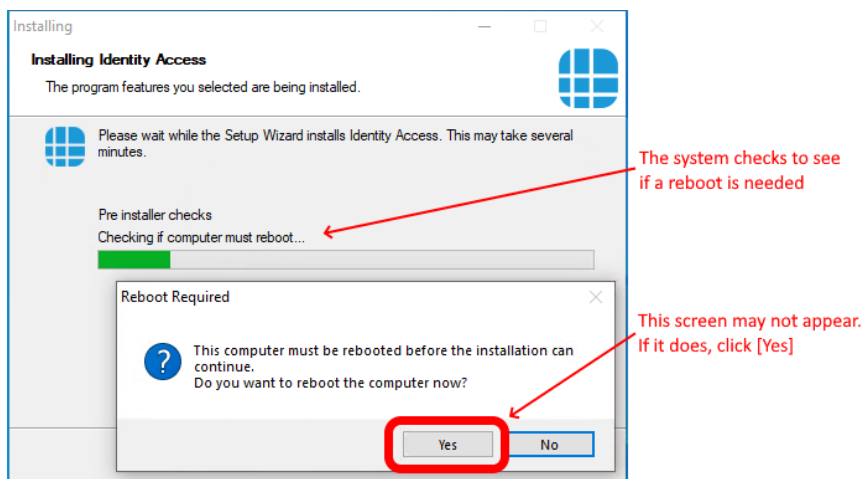 Installing
Installing Identity Access
The program features you selected are being installed.
Please wait while the Setup Wizard installs Identity Access. This may take several
minutes.
The system checks to see
if a reboot is needed
Pre installer checks
Checking if computer must reboot...
Reboot Required
This screen may not appear.
If it does, click [Yes]
This computer must be rebooted before the installation can
continue.
Do you want to reboot the computer now?
Yes
No